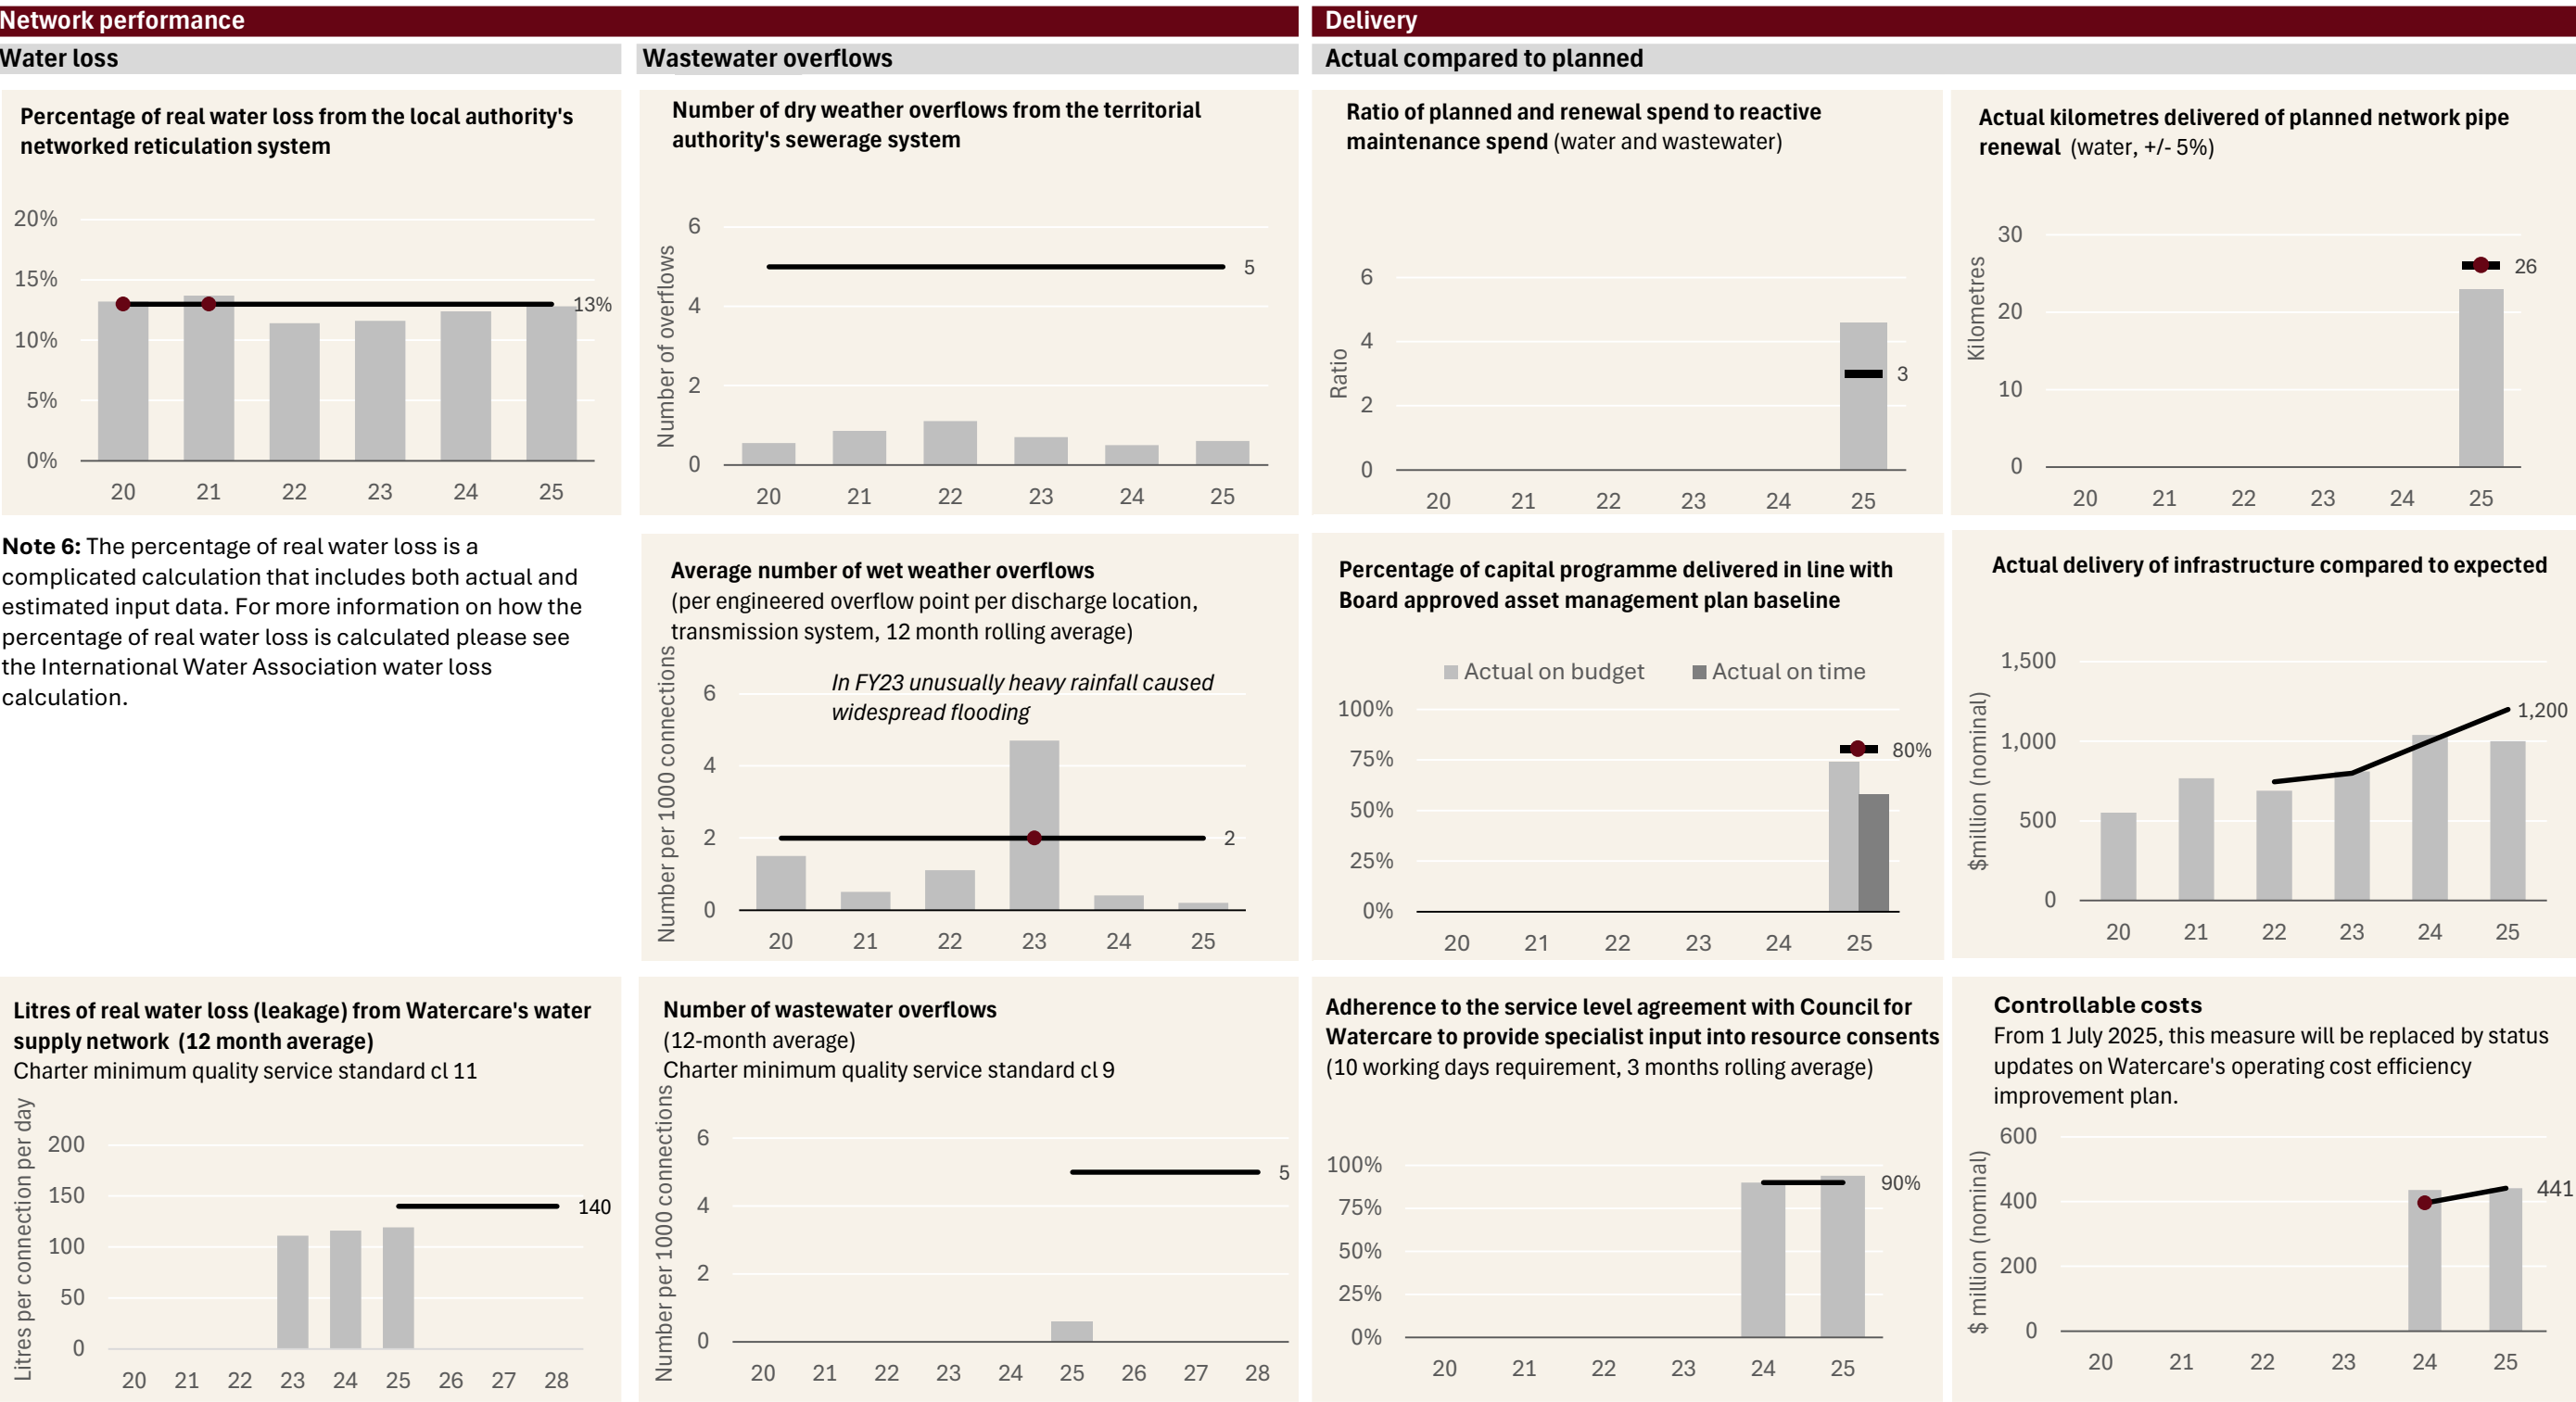 Network performance
Delivery
Water loss
Wastewater overflows
Actual compared to planned
Percentage of real water loss from the local authority's
networked reticulation system
20%
15%
10%
5%
0%
13%
20 21 22 23 24 25
Number of dry weather overflows from the territorial
authority's sewerage system
Number of overflows
6
4
2
0
5
20 21 22 23 24 25
Ratio of planned and renewal spend to reactive
maintenance spend (water and wastewater)
Ratio
6
4
2
0
3
20 21 22 23 24 25
Actual kilometres delivered of planned network pipe
renewal (water, +/- 5%)
Kilometres
30
20
10
0
26
20 21 22 23 24 25
Note 6: The percentage of real water loss is a
complicated calculation that includes both actual and
estimated input data. For more information on how the
percentage of real water loss is calculated please see
the International Water Association water loss
calculation.
Average number of wet weather overflows
(per engineered overflow point per discharge location,
transmission system, 12 month rolling average)
Number per 1000 connections
In FY23 unusually heavy rainfall caused
widespread flooding
6
4
2
0
2
20 21 22 23 24 25
Percentage of capital programme delivered in line with
Board approved asset management plan baseline
Actual on budget Actual on time
100%
75%
50%
25%
0%
80%
20 21 22 23 24 25
Actual delivery of infrastructure compared to expected
$million (nominal)
1,500
1,000
500
0
1,200
20 21 22 23 24 25
Litres of real water loss (leakage) from Watercare's water
supply network (12 month average)
Charter minimum quality service standard cl 11
Litres per connection per day
200
150
100
50
0
140
20 21 22 23 24 25 26 27 28
Number of wastewater overflows
(12-month average)
Charter minimum quality service standard cl 9
Number per 1000 connections
6
4
2
0
5
20 21 22 23 24 25 26 27 28
Adherence to the service level agreement with Council for
Watercare to provide specialist input into resource consents
(10 working days requirement, 3 months rolling average)
100%
75%
50%
25%
0%
90%
20 21 22 23 24 25
Controllable costs
From 1 July 2025, this measure will be replaced by status
updates on Watercare's operating cost efficiency
improvement plan.
$ million (nominal)
600
400
200
0
441
20 21 22 23 24 25